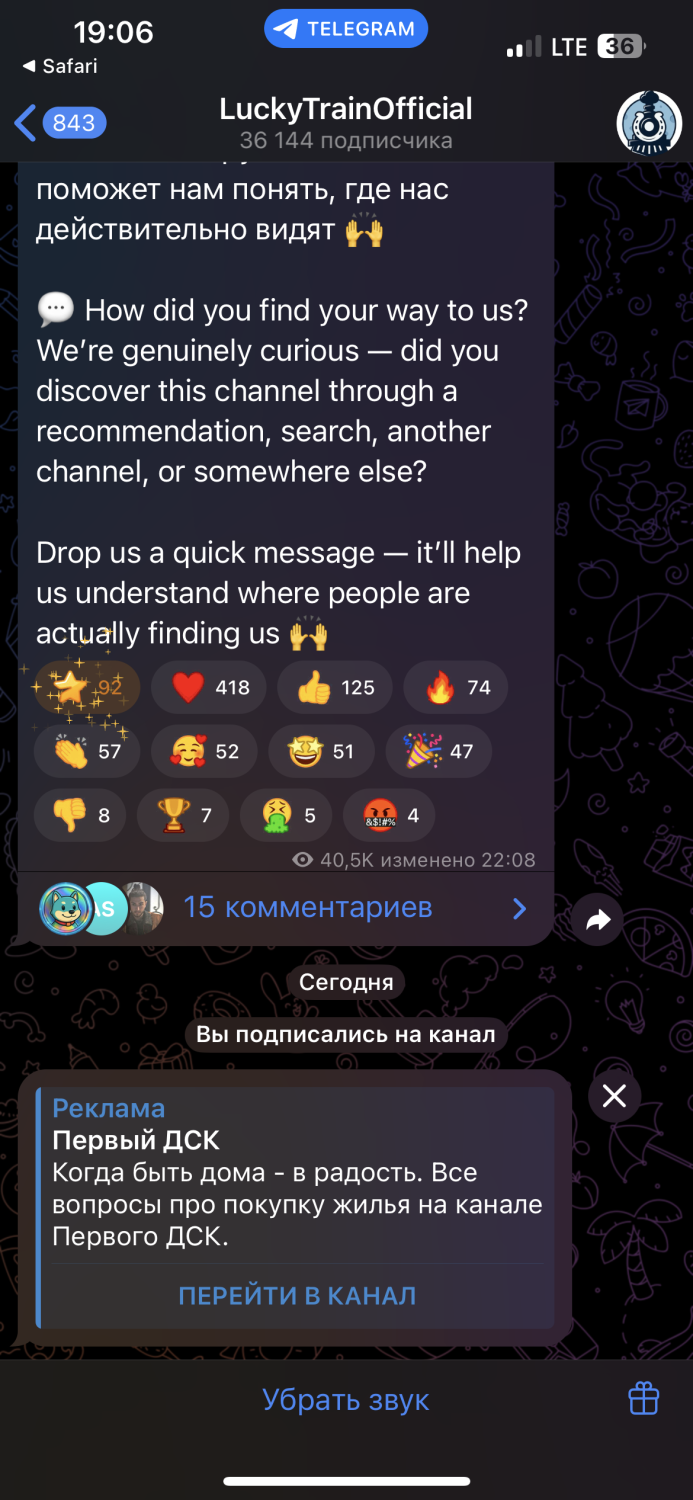 19:06
TELEGRAM
LTE 36
Safari
843
LuckyTrainOfficial
36 144 подписчика
поможет нам понять, где нас
действительно видят 🙌
💬 How did you find your way to us?
We’re genuinely curious — did you
discover this channel through a
recommendation, search, another
channel, or somewhere else?
Drop us a quick message — it’ll help
us understand where people are
actually finding us 🙌
92 418 125 74
57 52 51 47
8 7 5 4
&$!#%
40,5K изменено 22:08
AS
15 комментариев
Сегодня
Вы подписались на канал
Реклама
Первый ДСК
Когда быть дома - в радость. Все
вопросы про покупку жилья на канале
Первого ДСК.
ПЕРЕЙТИ В КАНАЛ
Убрать звук